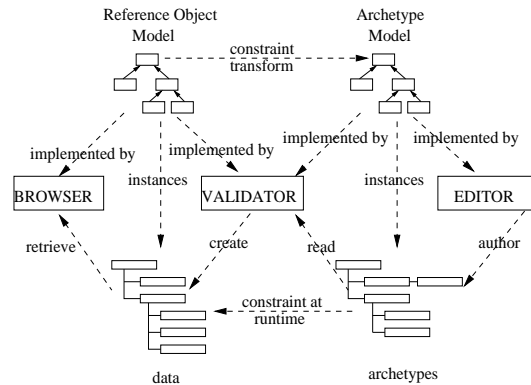 Reference Object
Model
Archetype
Model
constraint
transform
implemented by
implemented by
implemented by
implemented by
instances
instances
BROWSER
VALIDATOR
EDITOR
retrieve
create
read
author
constraint at
runtime
data
archetypes